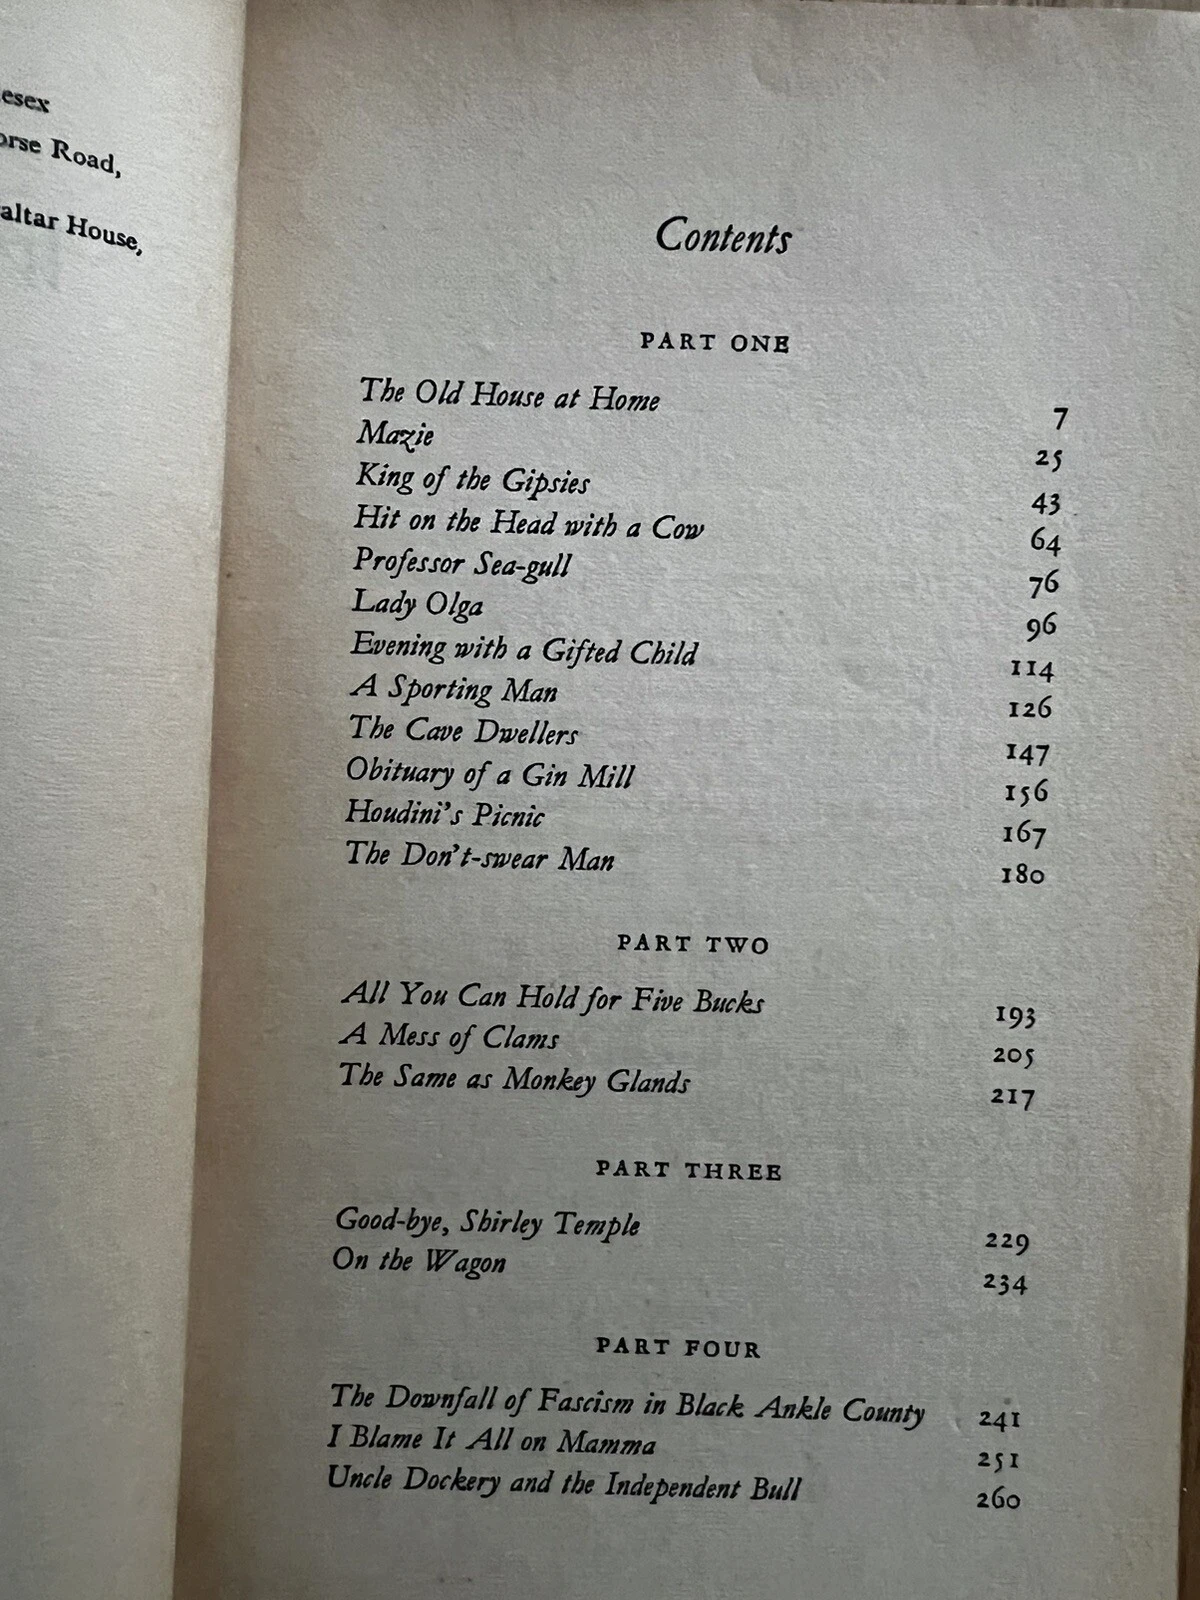 esex
orse Road,
altar House,
Contents
PART ONE
The Old House at Home 7
Mazie 25
King of the Gipsies 43
Hit on the Head with a Cow 64
Professor Sea-gull 76
Lady Olga 96
Evening with a Gifted Child 114
A Sporting Man 126
The Cave Dwellers 147
Obituary of a Gin Mill 156
Houdini's Picnic 167
The Don't-swear Man 180
PART TWO
All You Can Hold for Five Bucks 193
A Mess of Clams 205
The Same as Monkey Glands 217
PART THREE
Good-bye, Shirley Temple 229
On the Wagon 234
PART FOUR
The Downfall of Fascism in Black Ankle County 241
I Blame It All on Mamma 251
Uncle Dockery and the Independent Bull 260